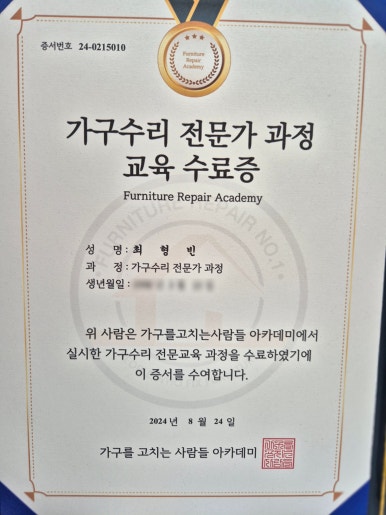 증서번호 24-0215010
Furniture
Repair
Academy
가구수리 전문가 과정
교육 수료증
Furniture Repair Academy
FURNITURE REPAIR NO.1
성 명 : 최 형 빈
과 정 : 가구수리 전문가 과정
생년월일 :
위 사람은 가구를고치는사람들 아카데미에서
실시한 가구수리 전문교육 과정을 수료하였기에
이 증서를 수여합니다.
2024 년 8 월 24 일
가구를 고치는 사람들 아카데미